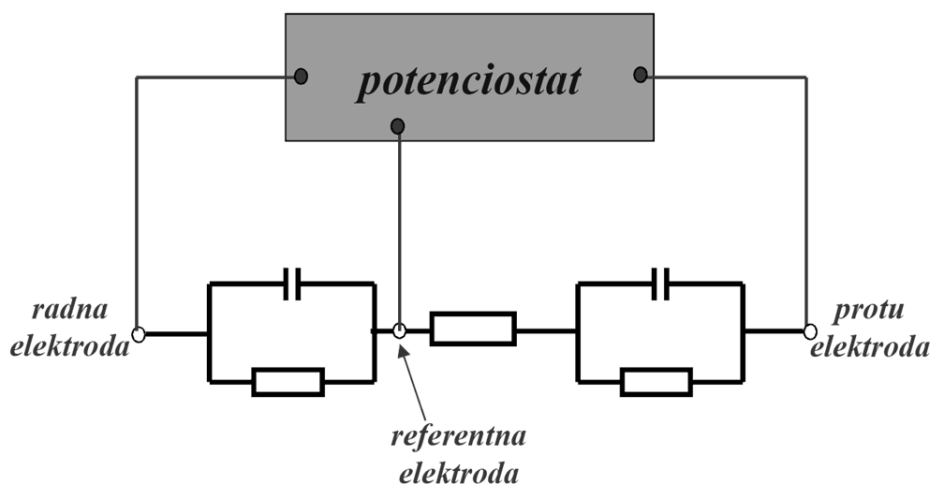 potenciostat
radna
elektroda
protu
elektroda
referentna
elektroda